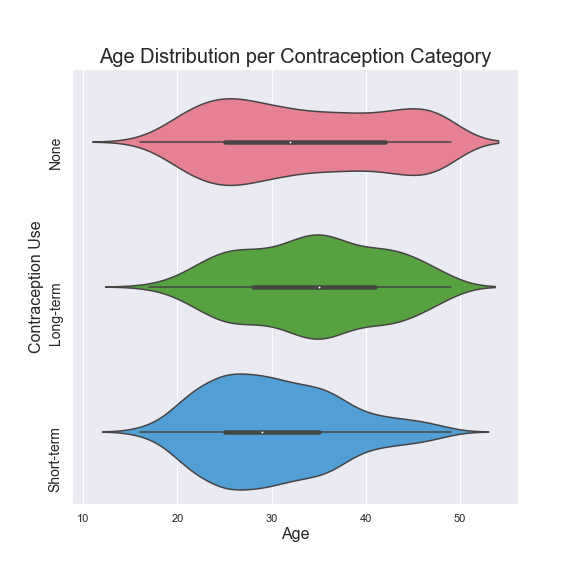 Age Distribution per Contraception Category
Contraception Use
None
Long-term
Short-term
10 20 30 40 50
Age